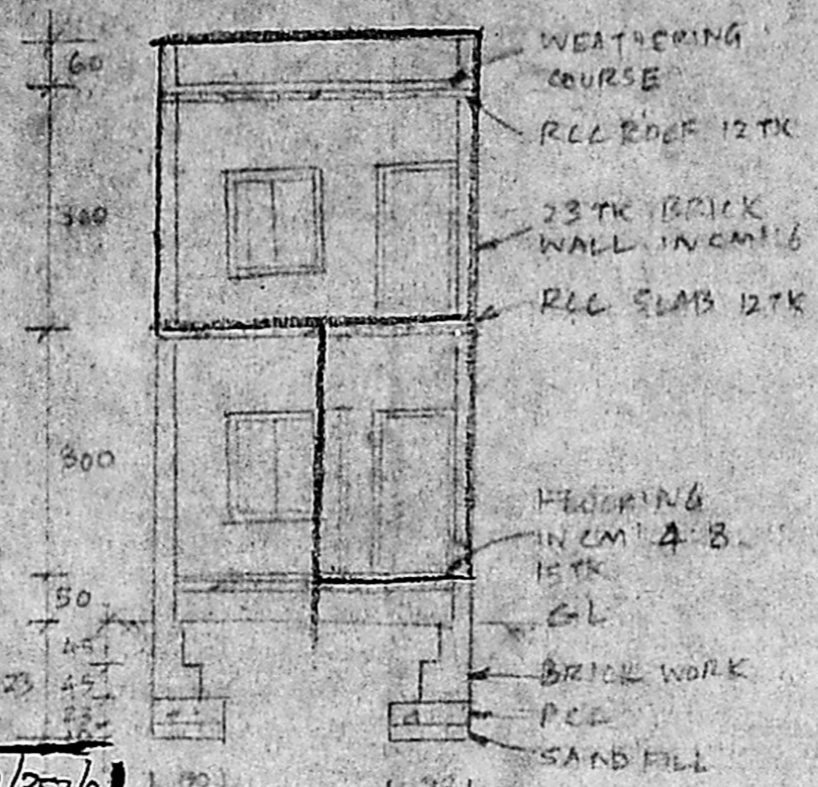 WEATHERING
COURSE
RCC ROOF 12 TK
23 TK BRICK
WALL IN CM 1:6
RCC SLAB 12 TK
FLOORING
IN CM 1:4:8
15 TK
GL
BRICK WORK
PCC
SAND FILL
60
300
300
50
45
45
23